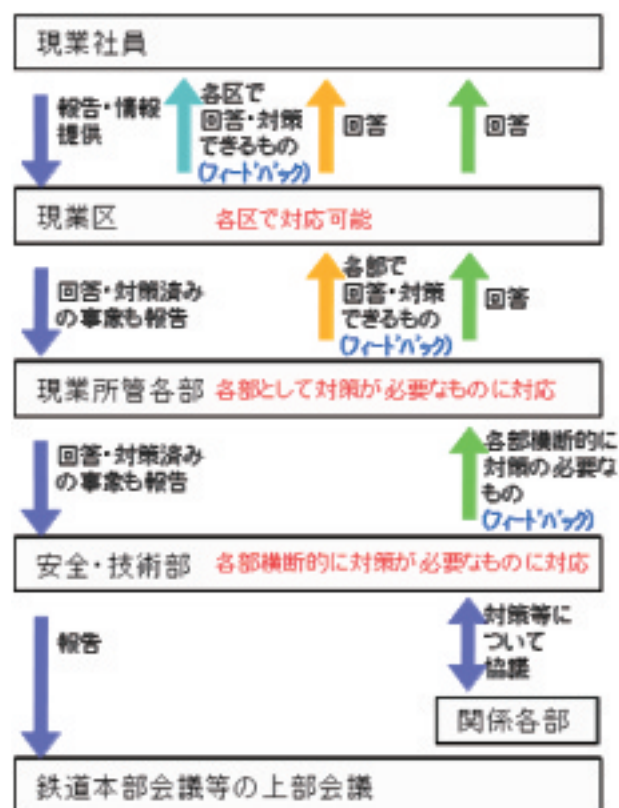 現業社員
報告・情報
提供
各区で
回答・対策
できるもの
(フィードバック)
回答
回答
現業区
各区で対応可能
回答・対策済み
の事象も報告
各部で
回答・対策
できるもの
(フィードバック)
回答
現業所管各部
各部として対策が必要なものに対応
回答・対策済み
の事象も報告
各部横断的に
対策の必要な
もの
(フィードバック)
安全・技術部
各部横断的に対策が必要なものに対応
報告
対策等に
ついて
協議
関係各部
鉄道本部会議等の上部会議